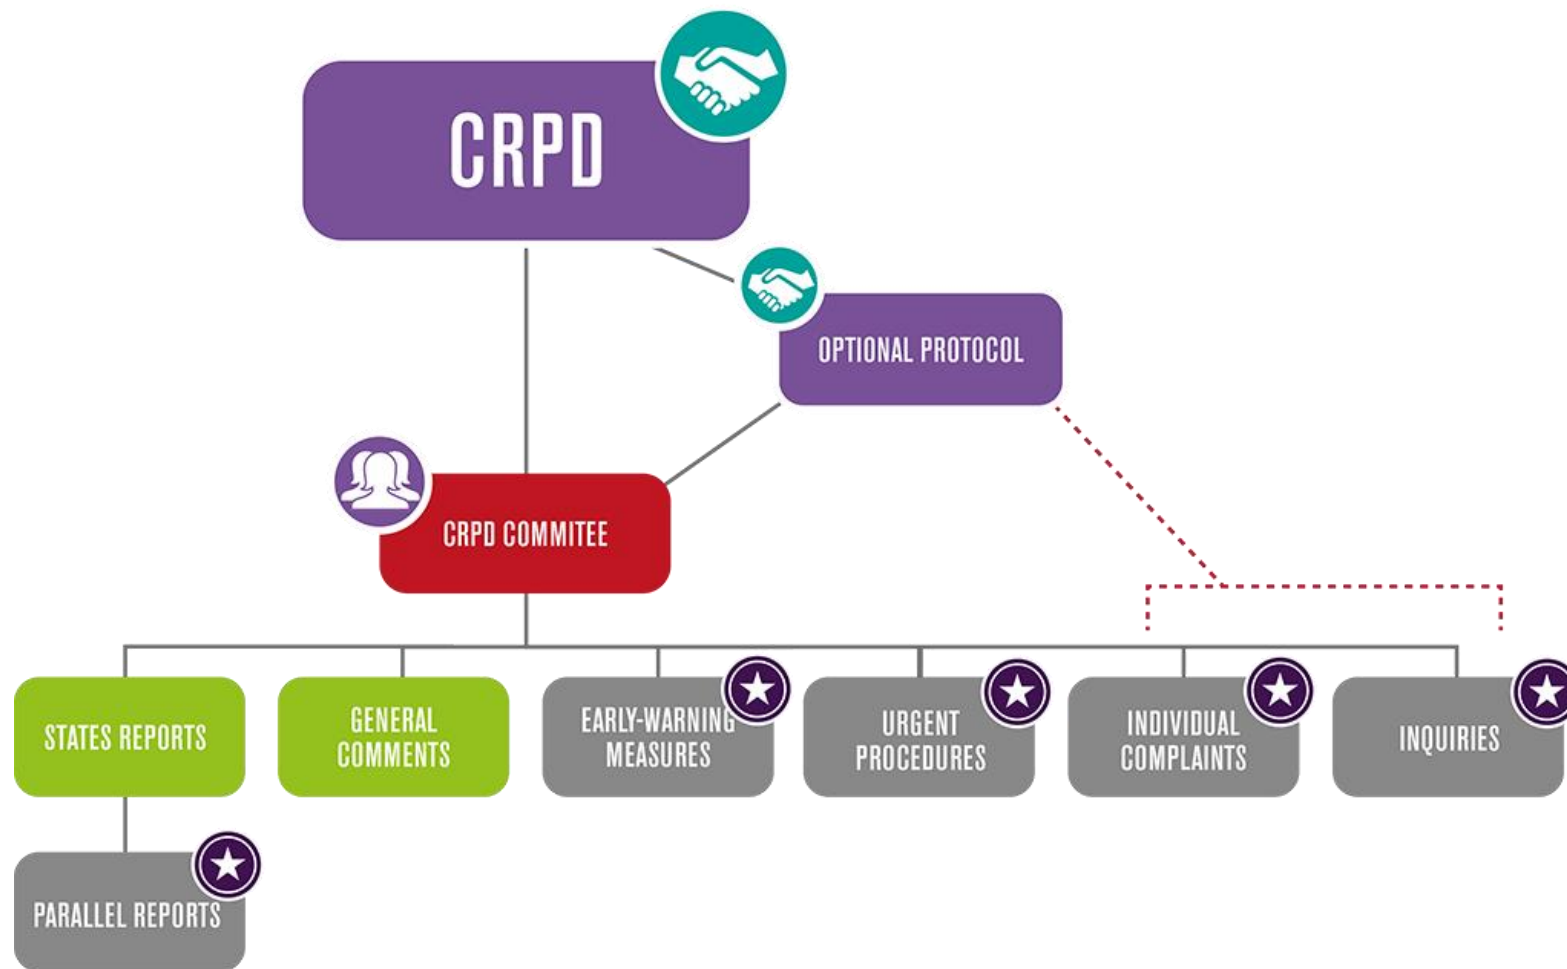 CRPD
OPTIONAL PROTOCOL
CRPD COMMITEE
STATES REPORTS
GENERAL
COMMENTS
EARLY-WARNING
MEASURES
URGENT
PROCEDURES
INDIVIDUAL
COMPLAINTS
INQUIRIES
PARALLEL REPORTS